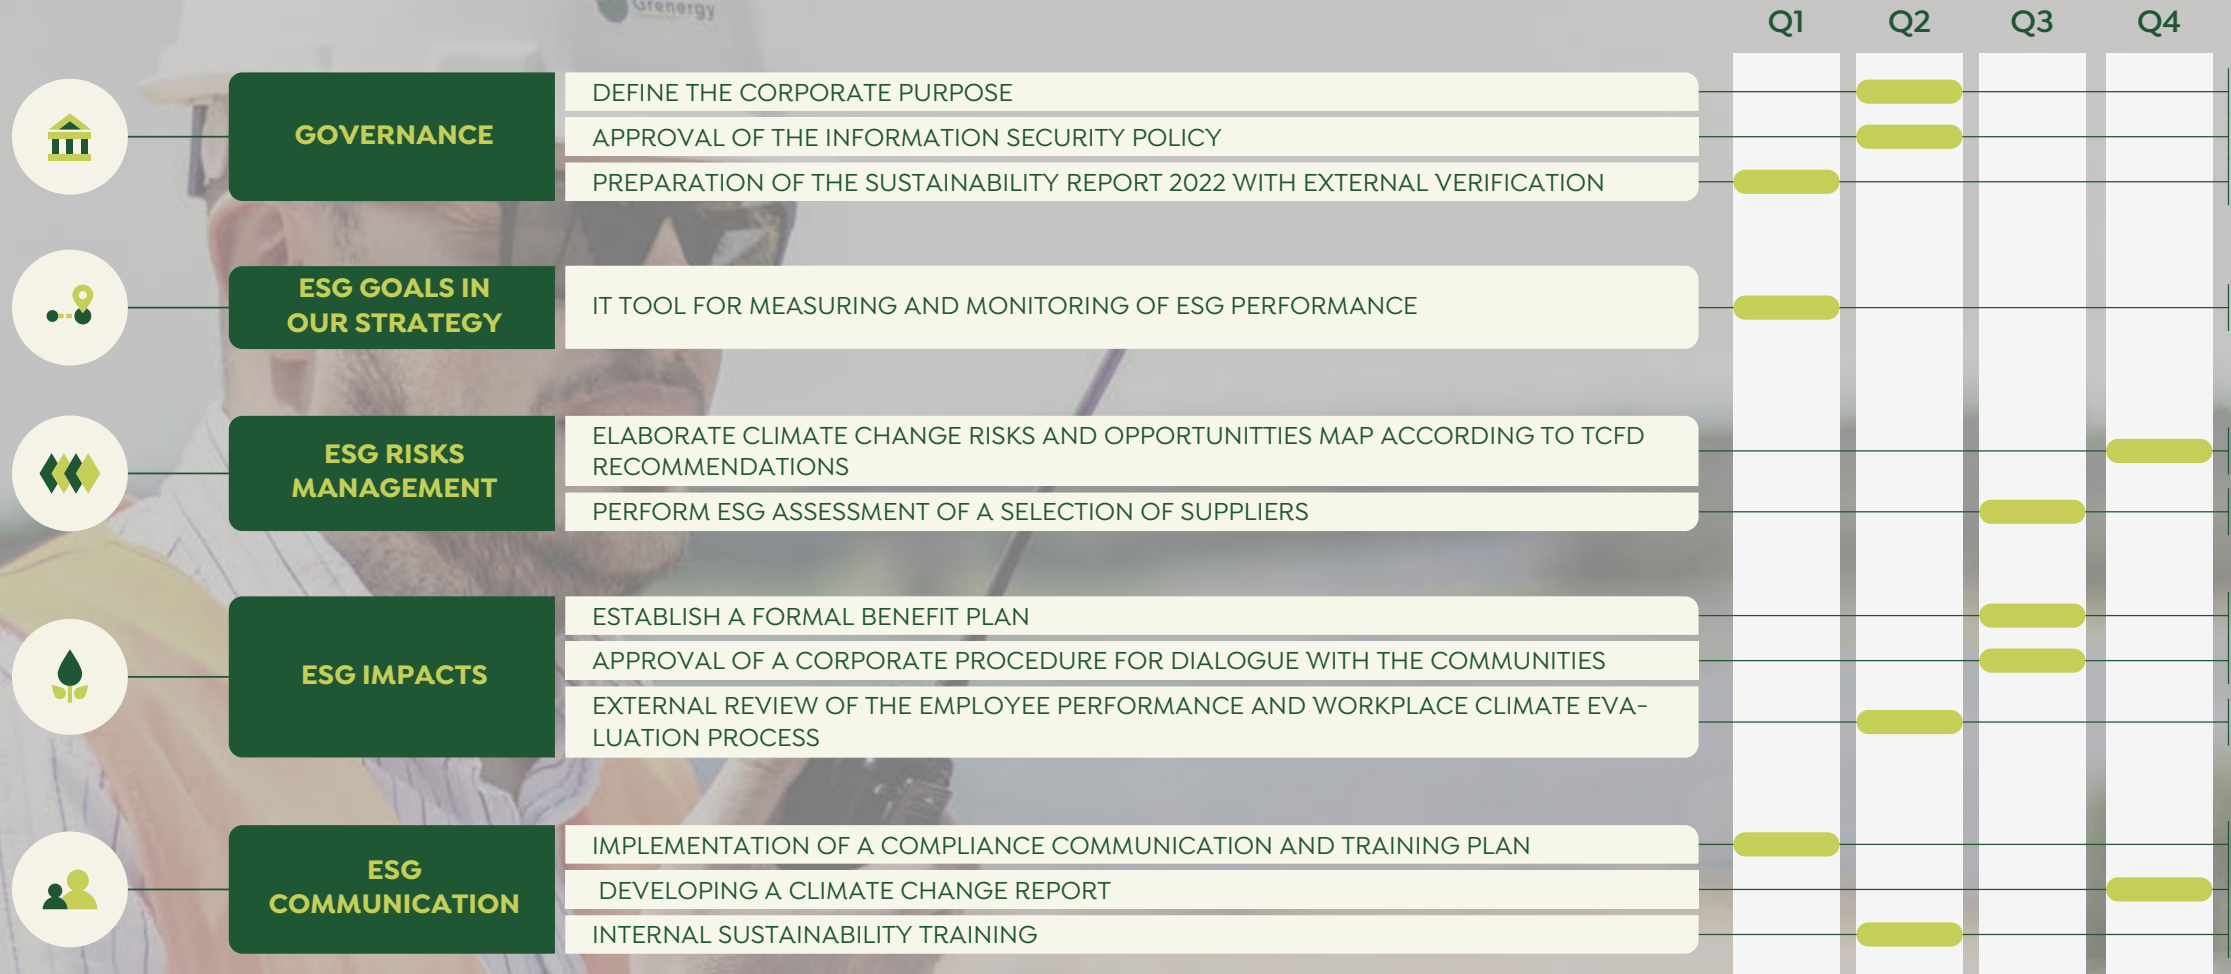 Grenergy
Q1 Q2 Q3 Q4
GOVERNANCE
DEFINE THE CORPORATE PURPOSE
APPROVAL OF THE INFORMATION SECURITY POLICY
PREPARATION OF THE SUSTAINABILITY REPORT 2022 WITH EXTERNAL VERIFICATION
ESG GOALS IN
OUR STRATEGY
IT TOOL FOR MEASURING AND MONITORING OF ESG PERFORMANCE
ESG RISKS
MANAGEMENT
ELABORATE CLIMATE CHANGE RISKS AND OPPORTUNITTIES MAP ACCORDING TO TCFD
RECOMMENDATIONS
PERFORM ESG ASSESSMENT OF A SELECTION OF SUPPLIERS
ESG IMPACTS
ESTABLISH A FORMAL BENEFIT PLAN
APPROVAL OF A CORPORATE PROCEDURE FOR DIALOGUE WITH THE COMMUNITIES
EXTERNAL REVIEW OF THE EMPLOYEE PERFORMANCE AND WORKPLACE CLIMATE EVA-
LUATION PROCESS
ESG
COMMUNICATION
IMPLEMENTATION OF A COMPLIANCE COMMUNICATION AND TRAINING PLAN
DEVELOPING A CLIMATE CHANGE REPORT
INTERNAL SUSTAINABILITY TRAINING